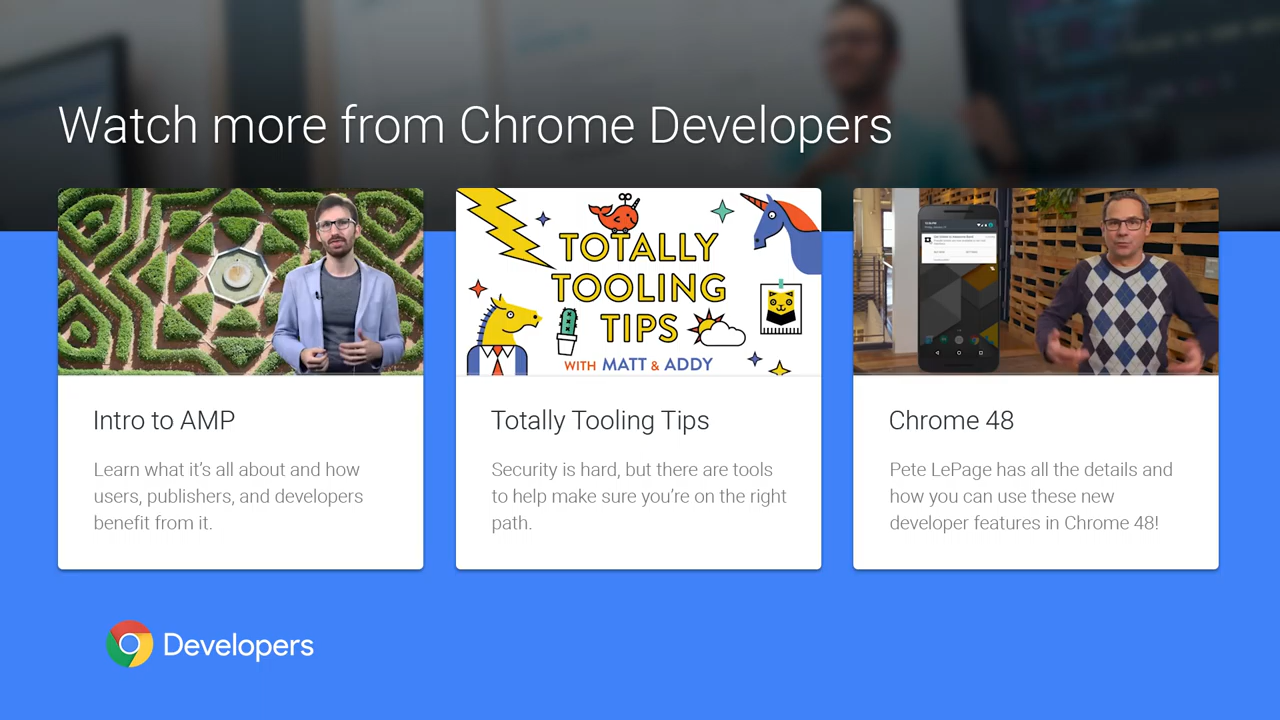 Watch more from Chrome Developers
TOTALLY
TOOLING
TIPS
WITH MATT & ADDY
Intro to AMP
Learn what it's all about and how
users, publishers, and developers
benefit from it.
Totally Tooling Tips
Security is hard, but there are tools
to help make sure you're on the right
path.
Chrome 48
Pete LePage has all the details and
how you can use these new
developer features in Chrome 48!
Developers